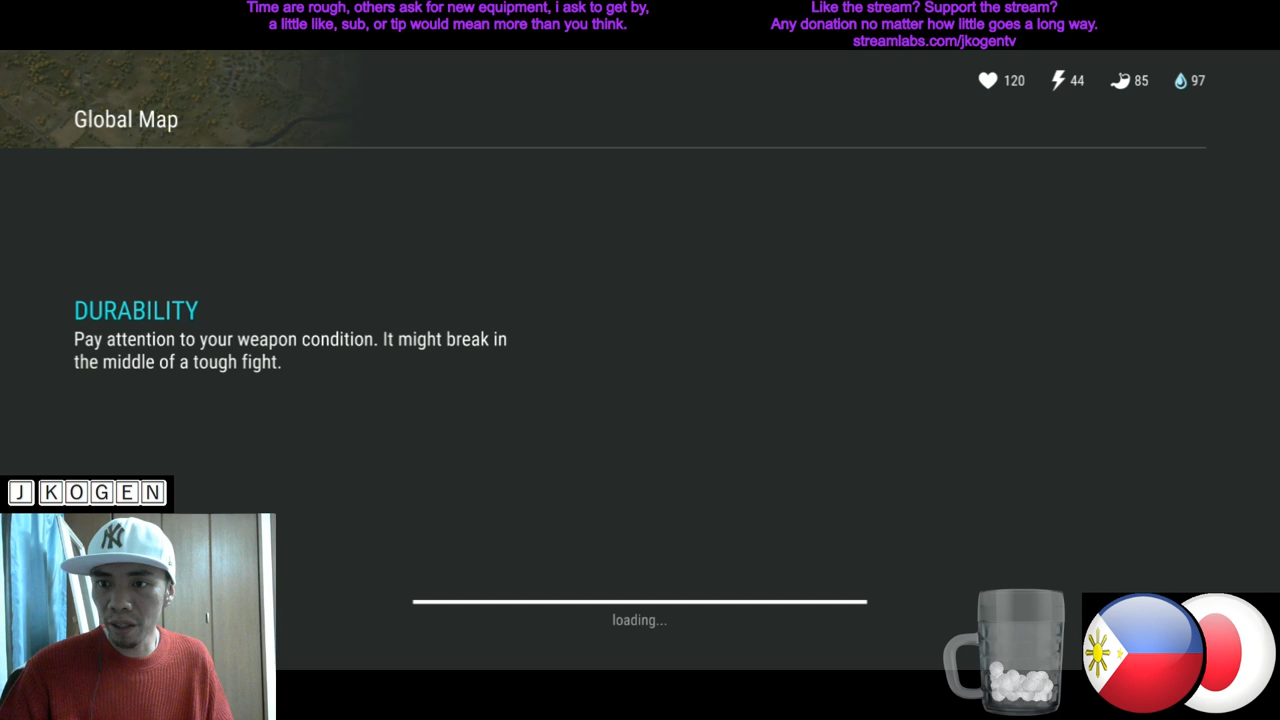 Time are rough, others ask for new equipment, i ask to get by,
a little like, sub, or tip would mean more than you think.
Like the stream? Support the stream?
Any donation no matter how little goes a long way.
streamlabs.com/jkogentv
120 44 85 97
Global Map
DURABILITY
Pay attention to your weapon condition. It might break in
the middle of a tough fight.
J KOGEN
NY
loading...